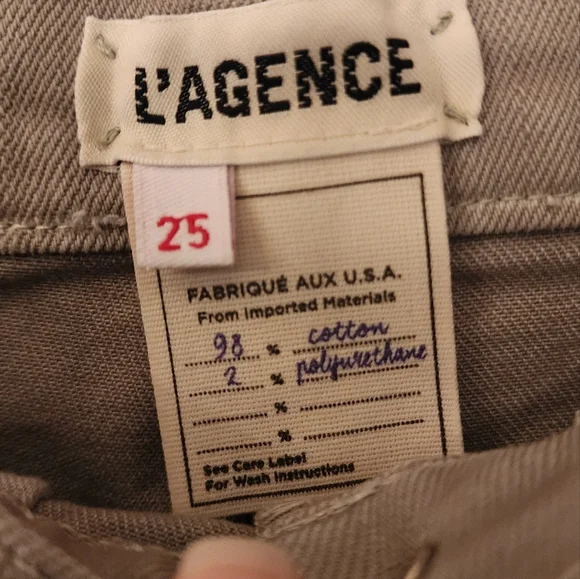 L'AGENCE
25
FABRIQUÉ AUX U.S.A.
From Imported Materials
98 % cotton
2 % polyurethane
%
%
See Care Label
For Wash Instructions